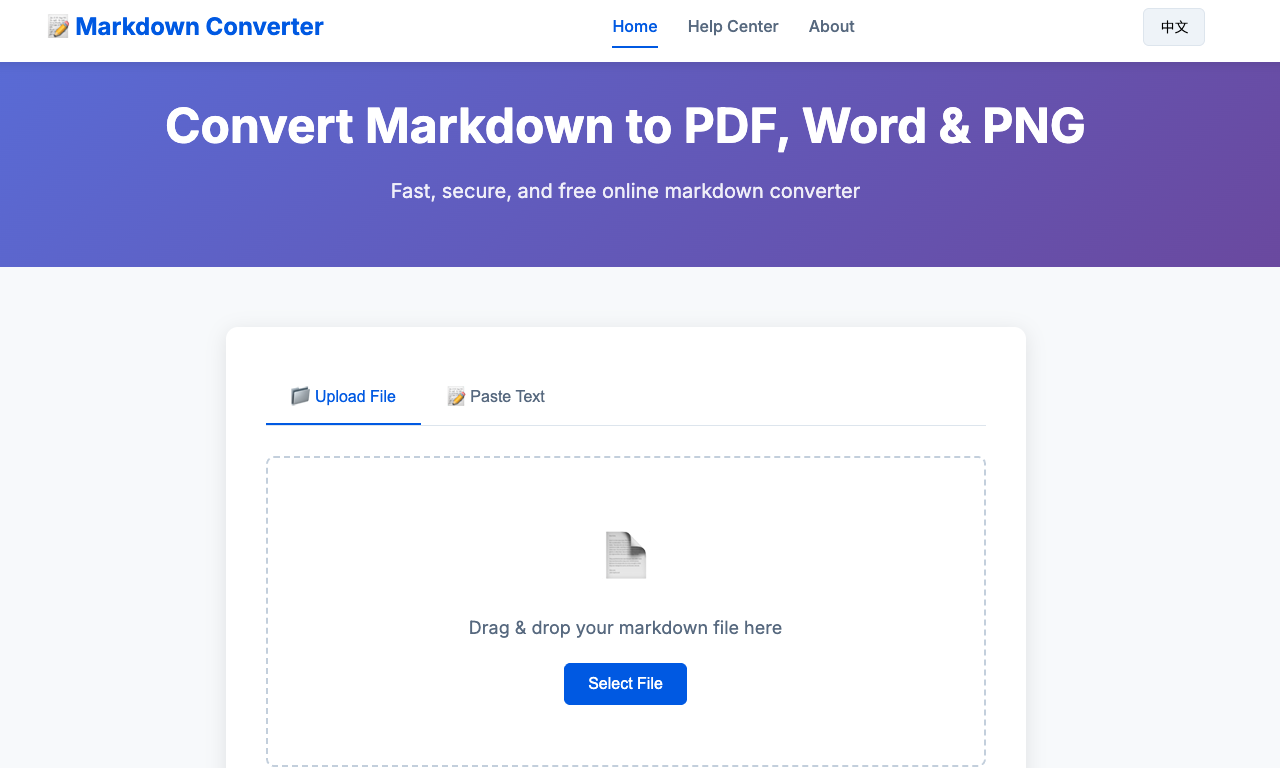 Markdown Converter
Home
Help Center
About
中文
Convert Markdown to PDF, Word & PNG
Fast, secure, and free online markdown converter
Upload File
Paste Text
Drag & drop your markdown file here
Select File